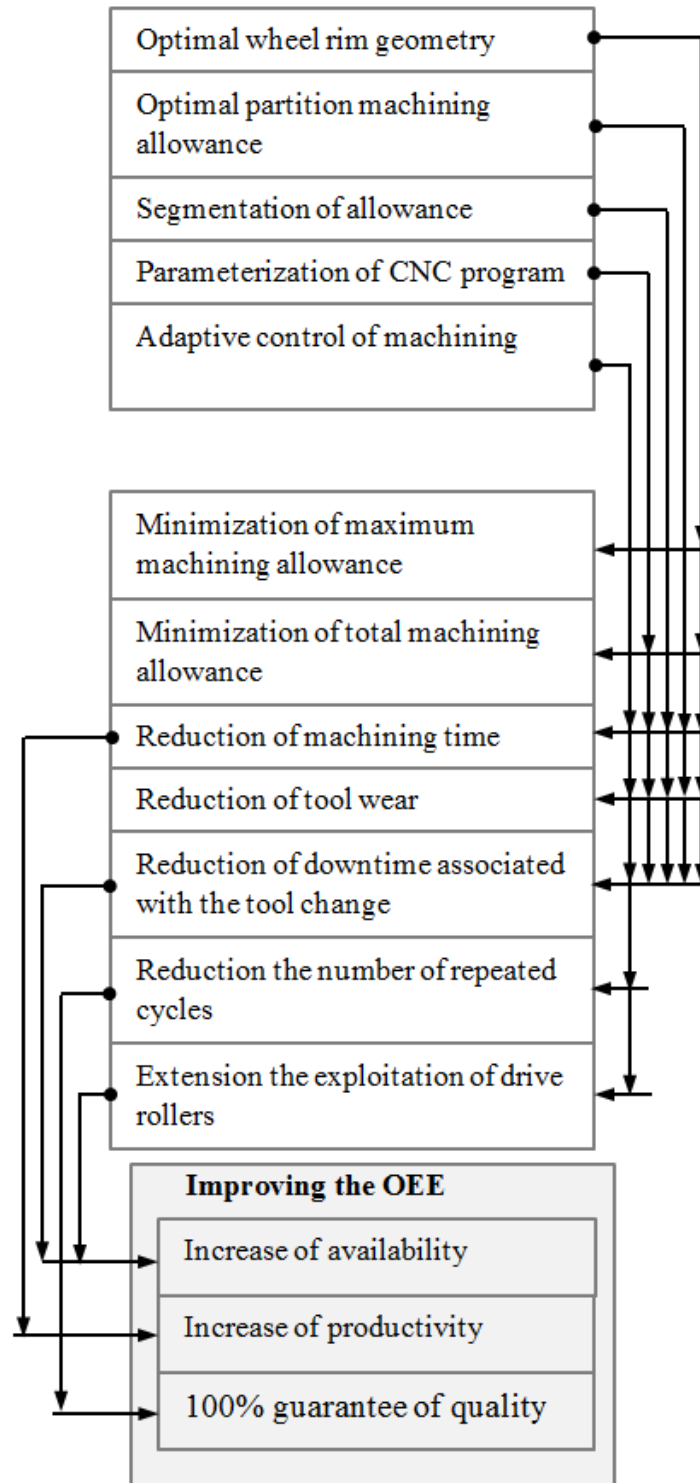 Optimal wheel rim geometry
Optimal partition machining
allowance
Segmentation of allowance
Parameterization of CNC program
Adaptive control of machining
Minimization of maximum
machining allowance
Minimization of total machining
allowance
Reduction of machining time
Reduction of tool wear
Reduction of downtime associated
with the tool change
Reduction the number of repeated
cycles
Extension the exploitation of drive
rollers
Improving the OEE
Increase of availability
Increase of productivity
100% guarantee of quality